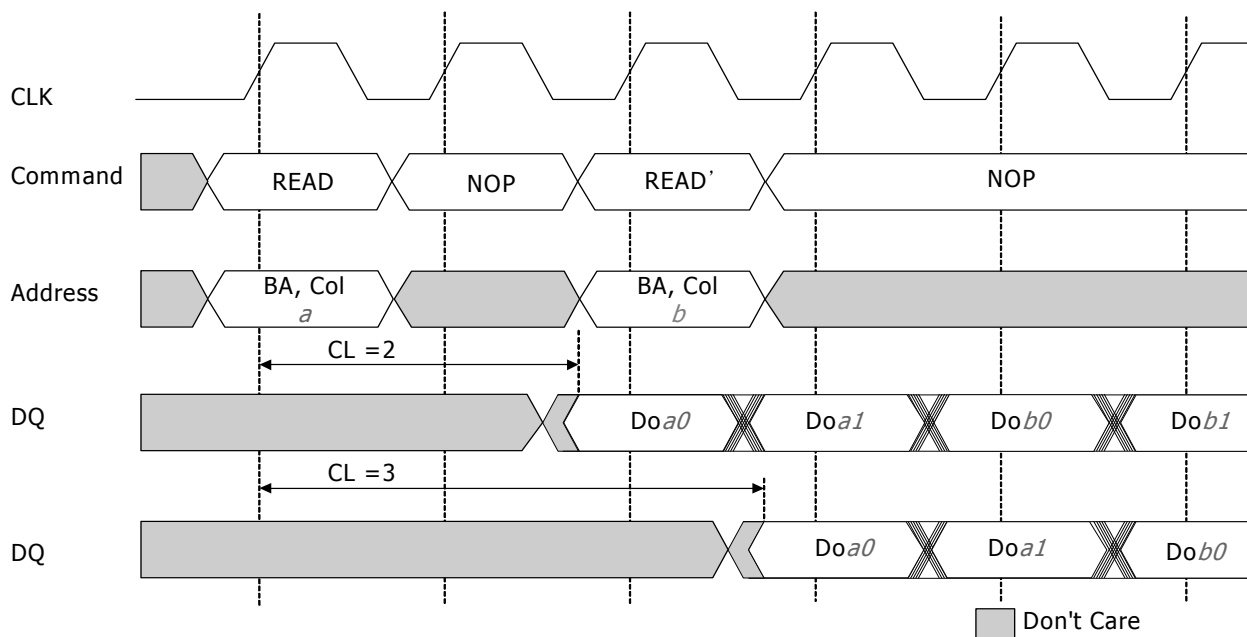 CLK
Command READ NOP READ' NOP
Address BA, Col BA, Col
a b
CL =2
DQ Doa0 Doa1 Dob0 Dob1
CL =3
DQ Doa0 Doa1 Dob0
Don't Care